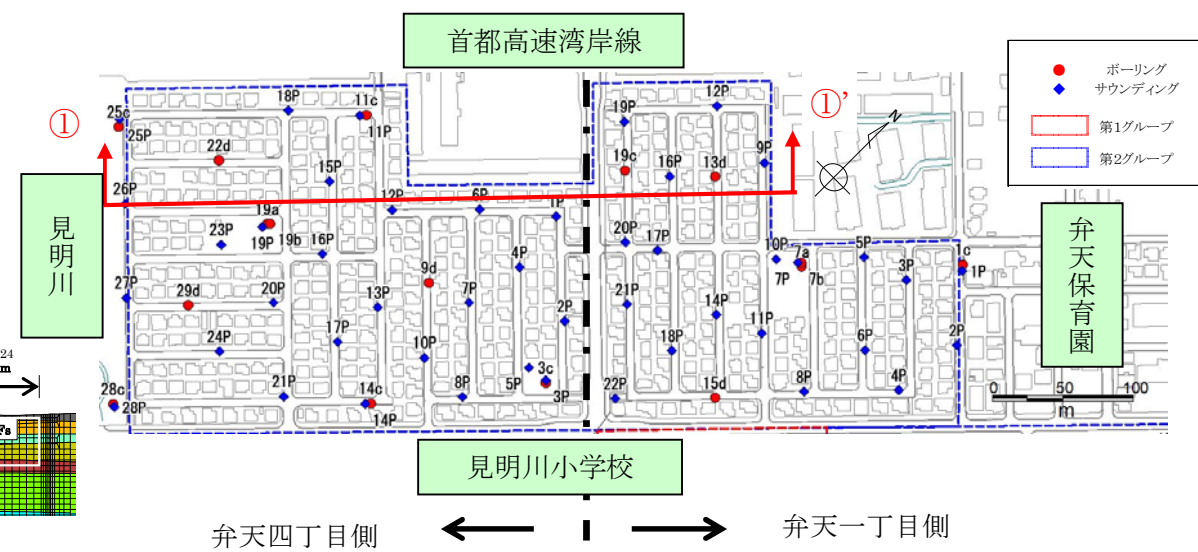 首都高速湾岸線
ボーリング
サウンディング
第1グループ
第2グループ
①
①’
N
見明川
弁天保育園
25c
25P
18P
11c
11P
22d
15P
26P
19a
23P
19P
19b
16P
12P
6P
1P
4P
9d
7P
2P
27P
29d
20P
13P
24P
17P
10P
21P
28c
28P
14c
14P
8P
5P
3c
3P
19P
12P
19c
16P
13d
9P
20P
17P
10P
7a
7P
7b
5P
3P
1c
1P
21P
14P
11P
18P
6P
2P
22P
15d
8P
4P
0 50 100
m
24
m
Fs
見明川小学校
弁天四丁目側
弁天一丁目側